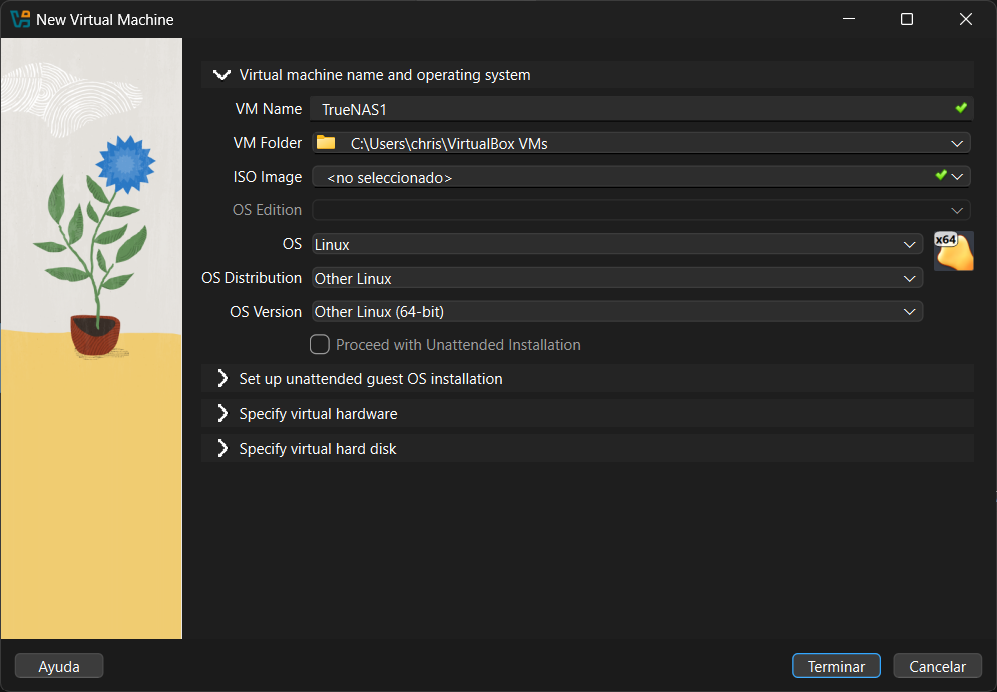 New Virtual Machine
Virtual machine name and operating system
VM Name TrueNAS1
VM Folder C:\Users\chris\VirtualBox VMs
ISO Image <no seleccionado>
OS Edition
OS Linux
x64
OS Distribution Other Linux
OS Version Other Linux (64-bit)
Proceed with Unattended Installation
Set up unattended guest OS installation
Specify virtual hardware
Specify virtual hard disk
Ayuda Terminar Cancelar